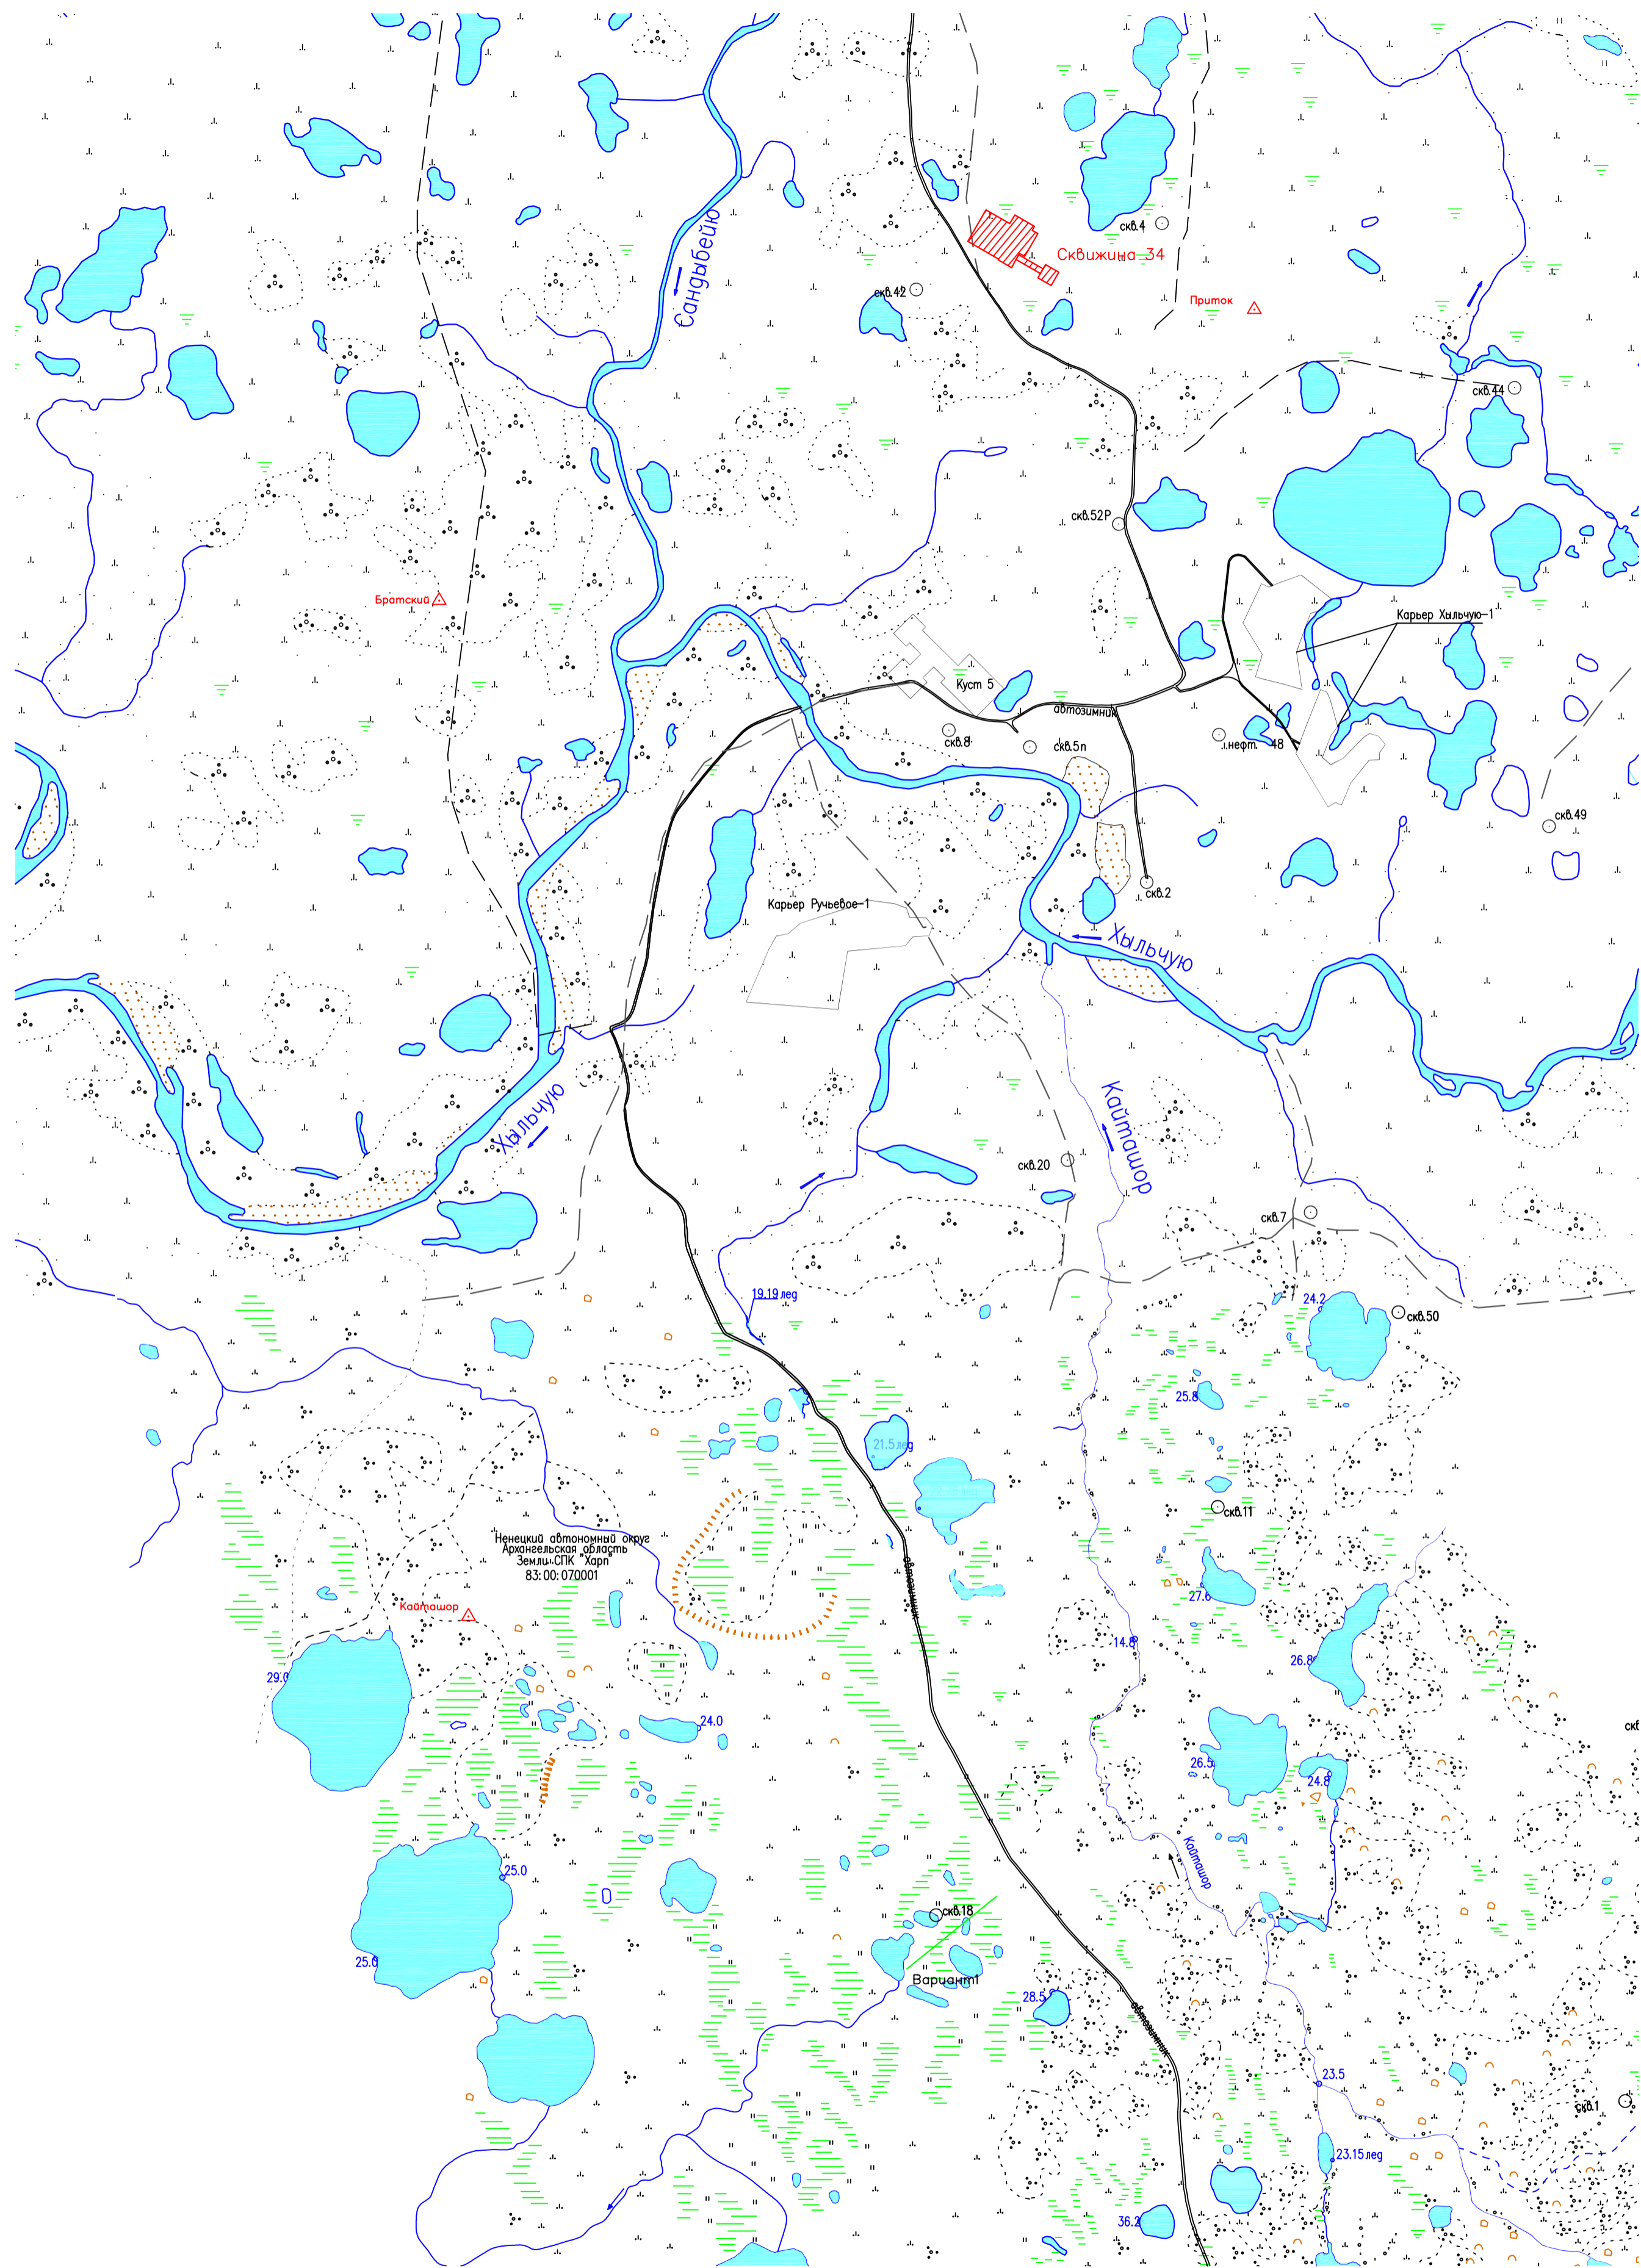 Сандыбейю
скв.4
Сквижина 34
скв.42
Приток
скв.44
скв.52Р
Братский
Карьер Хыльчую-1
Куст 5
автозимник
скв.8
скв.5п
нефт. 48
скв.49
скв.2
Карьер Ручьевое-1
Хыльчую
Хыльчую
Кайташор
скв.20
скв.7
19.19 лед
24.2
скв.50
25.8
21.5 лед
скв.11
Ненецкий автономный округ
Архангельская область
Земли СПК "Харп"
83:00:070001
автозимник
27.6
Кайташор
14.8
26.8
29.0
24.0
26.5
24.8
Кайташор
25.0
скв.18
25.0
Вариант1
28.5
автозимник
23.5
скв.1
23.15 лед
36.2